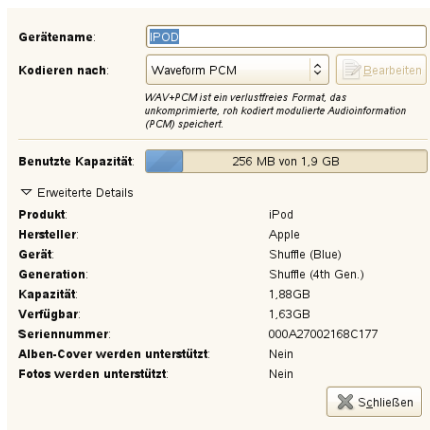 Gerätename: IPOD
Kodieren nach: Waveform PCM Bearbeiten
WAV+PCM ist ein verlustfreies Format, das
unkomprimierte, roh kodiert modulierte Audioinformation
(PCM) speichert.
Benutzte Kapazität: 256 MB von 1,9 GB
Erweiterte Details
Produkt: iPod
Hersteller: Apple
Gerät: Shuffle (Blue)
Generation: Shuffle (4th Gen.)
Kapazität: 1,88GB
Verfügbar: 1,63GB
Seriennummer: 000A27002168C177
Alben-Cover werden unterstützt: Nein
Fotos werden unterstützt: Nein
Schließen